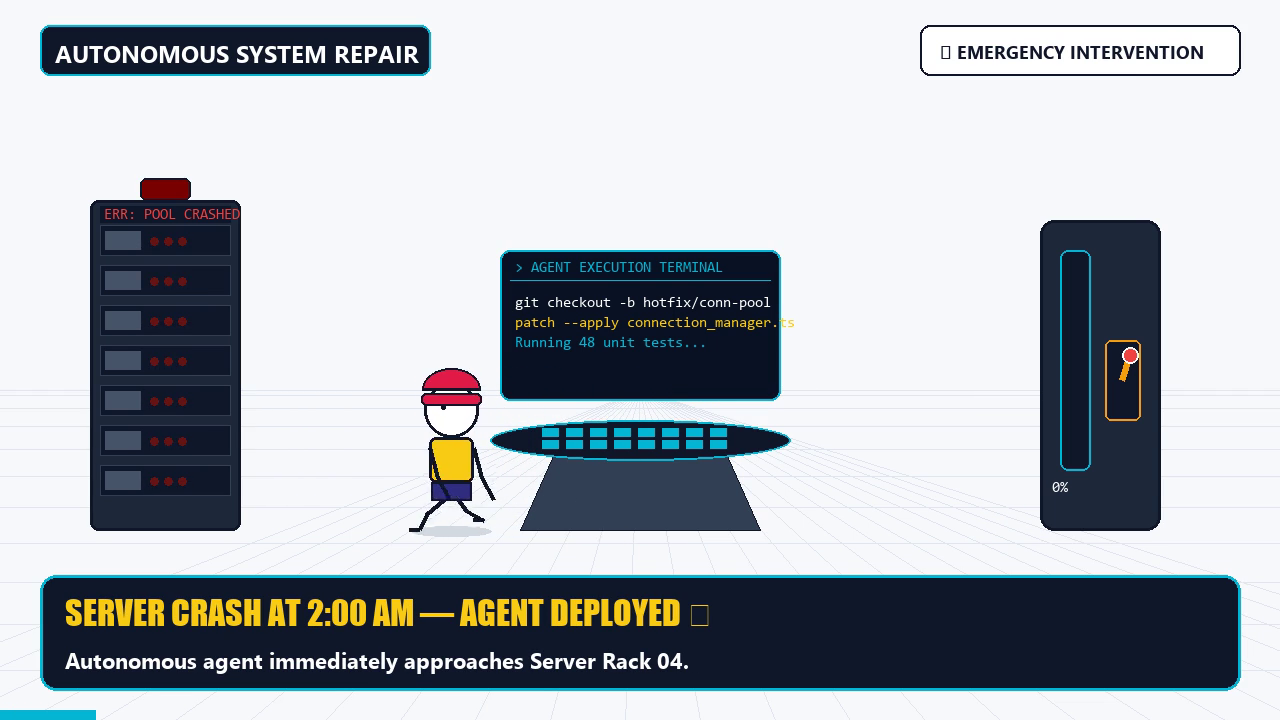 AUTONOMOUS SYSTEM REPAIR
EMERGENCY INTERVENTION
ERR: POOL CRASHED
> AGENT EXECUTION TERMINAL
git checkout -b hotfix/conn-pool
patch --apply connection_manager.ts
Running 48 unit tests...
0%
SERVER CRASH AT 2:00 AM — AGENT DEPLOYED
Autonomous agent immediately approaches Server Rack 04.